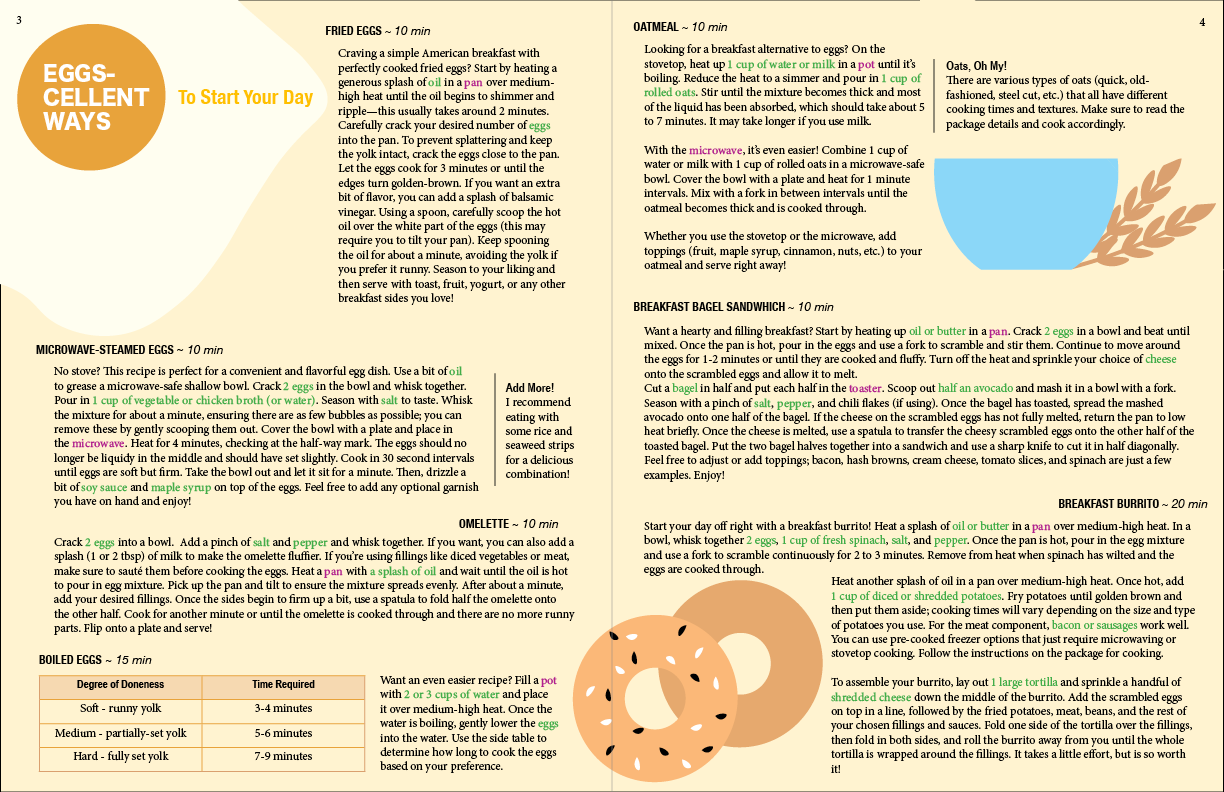 3
EGGS-
CELLENT
WAYS
To Start Your Day
FRIED EGGS ~ 10 min
Craving a simple American breakfast with
perfectly cooked fried eggs? Start by heating a
generous splash of oil in a pan over medium-
high heat until the oil begins to shimmer and
ripple—this usually takes around 2 minutes.
Carefully crack your desired number of eggs
into the pan. To prevent splattering and keep
the yolk intact, crack the eggs close to the pan.
Let the eggs cook for 3 minutes or until the
edges turn golden-brown. If you want an extra
bit of flavor, you can add a splash of balsamic
vinegar. Using a spoon, carefully scoop the hot
oil over the white part of the eggs (this may
require you to tilt your pan). Keep spooning
the oil for about a minute, avoiding the yolk if
you prefer it runny. Season to your liking and
then serve with toast, fruit, yogurt, or any other
breakfast sides you love!
MICROWAVE-STEAMED EGGS ~ 10 min
No stove? This recipe is perfect for a convenient and flavorful egg dish. Use a bit of oil
to grease a microwave-safe shallow bowl. Crack 2 eggs in the bowl and whisk together.
Pour in 1 cup of vegetable or chicken broth (or water). Season with salt to taste. Whisk
the mixture for about a minute, ensuring there are as few bubbles as possible; you can
remove these by gently scooping them out. Cover the bowl with a plate and place in
the microwave. Heat for 4 minutes, checking at the half-way mark. The eggs should no
longer be liquidy in the middle and should have set slightly. Cook in 30 second intervals
until eggs are soft but firm. Take the bowl out and let it sit for a minute. Then, drizzle a
bit of soy sauce and maple syrup on top of the eggs. Feel free to add any optional garnish
you have on hand and enjoy!
Add More!
I recommend
eating with
some rice and
seaweed strips
for a delicious
combination!
OMELETTE ~ 10 min
Crack 2 eggs into a bowl. Add a pinch of salt and pepper and whisk together. If you want, you can also add a
splash (1 or 2 tbsp) of milk to make the omelette fluffier. If you're using fillings like diced vegetables or meat,
make sure to sauté them before cooking the eggs. Heat a pan with a splash of oil and wait until the oil is hot
to pour in egg mixture. Pick up the pan and tilt to ensure the mixture spreads evenly. After about a minute,
add your desired fillings. Once the sides begin to firm up a bit, use a spatula to fold half the omelette onto
the other half. Cook for another minute or until the omelette is cooked through and there are no more runny
parts. Flip onto a plate and serve!
BOILED EGGS ~ 15 min
Degree of Doneness Time Required
Soft - runny yolk 3-4 minutes
Medium - partially-set yolk 5-6 minutes
Hard - fully set yolk 7-9 minutes
Want an even easier recipe? Fill a pot
with 2 or 3 cups of water and place
it over medium-high heat. Once the
water is boiling, gently lower the eggs
into the water. Use the side table to
determine how long to cook the eggs
based on your preference.
4
OATMEAL ~ 10 min
Looking for a breakfast alternative to eggs? On the
stovetop, heat up 1 cup of water or milk in a pot until it's
boiling. Reduce the heat to a simmer and pour in 1 cup of
rolled oats. Stir until the mixture becomes thick and most
of the liquid has been absorbed, which should take about 5
to 7 minutes. It may take longer if you use milk.
With the microwave, it's even easier! Combine 1 cup of
water or milk with 1 cup of rolled oats in a microwave-safe
bowl. Cover the bowl with a plate and heat for 1 minute
intervals. Mix with a fork in between intervals until the
oatmeal becomes thick and is cooked through.
Whether you use the stovetop or the microwave, add
toppings (fruit, maple syrup, cinnamon, nuts, etc.) to your
oatmeal and serve right away!
Oats, Oh My!
There are various types of oats (quick, old-
fashioned, steel cut, etc.) that all have different
cooking times and textures. Make sure to read the
package details and cook accordingly.
BREAKFAST BAGEL SANDWHICH ~ 10 min
Want a hearty and filling breakfast? Start by heating up oil or butter in a pan. Crack 2 eggs in a bowl and beat until
mixed. Once the pan is hot, pour in the eggs and use a fork to scramble and stir them. Continue to move around
the eggs for 1-2 minutes or until they are cooked and fluffy. Turn off the heat and sprinkle your choice of cheese
onto the scrambled eggs and allow it to melt.
Cut a bagel in half and put each half in the toaster. Scoop out half an avocado and mash it in a bowl with a fork.
Season with a pinch of salt, pepper, and chili flakes (if using). Once the bagel has toasted, spread the mashed
avocado onto one half of the bagel. If the cheese on the scrambled eggs has not fully melted, return the pan to low
heat briefly. Once the cheese is melted, use a spatula to transfer the cheesy scrambled eggs onto the other half of the
toasted bagel. Put the two bagel halves together into a sandwich and use a sharp knife to cut it in half diagonally.
Feel free to adjust or add toppings; bacon, hash browns, cream cheese, tomato slices, and spinach are just a few
examples. Enjoy!
BREAKFAST BURRITO ~ 20 min
Start your day off right with a breakfast burrito! Heat a splash of oil or butter in a pan over medium-high heat. In a
bowl, whisk together 2 eggs, 1 cup of fresh spinach, salt, and pepper. Once the pan is hot, pour in the egg mixture
and use a fork to scramble continuously for 2 to 3 minutes. Remove from heat when spinach has wilted and the
eggs are cooked through.
Heat another splash of oil in a pan over medium-high heat. Once hot, add
1 cup of diced or shredded potatoes. Fry potatoes until golden brown and
then put them aside; cooking times will vary depending on the size and type
of potatoes you use. For the meat component, bacon or sausages work well.
You can use pre-cooked freezer options that just require microwaving or
stovetop cooking. Follow the instructions on the package for cooking.
To assemble your burrito, lay out 1 large tortilla and sprinkle a handful of
shredded cheese down the middle of the burrito. Add the scrambled eggs
on top in a line, followed by the fried potatoes, meat, beans, and the rest of
your chosen fillings and sauces. Fold one side of the tortilla over the fillings,
then fold in both sides, and roll the burrito away from you until the whole
tortilla is wrapped around the fillings. It takes a little effort, but is so worth
it!